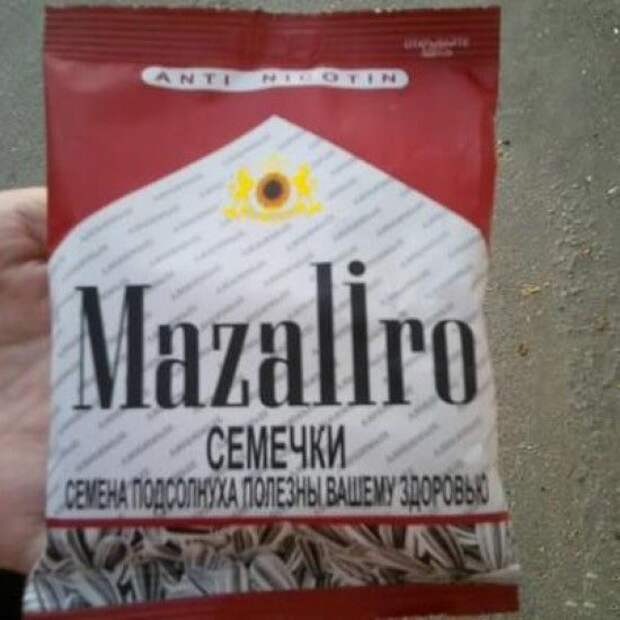 ANTI NICOTIN
Mazaliro
СЕМЕЧКИ
СЕМЕНА ПОДСОЛНУХА ПОЛЕЗНЫ ВАШЕМУ ЗДОРОВЬЮ